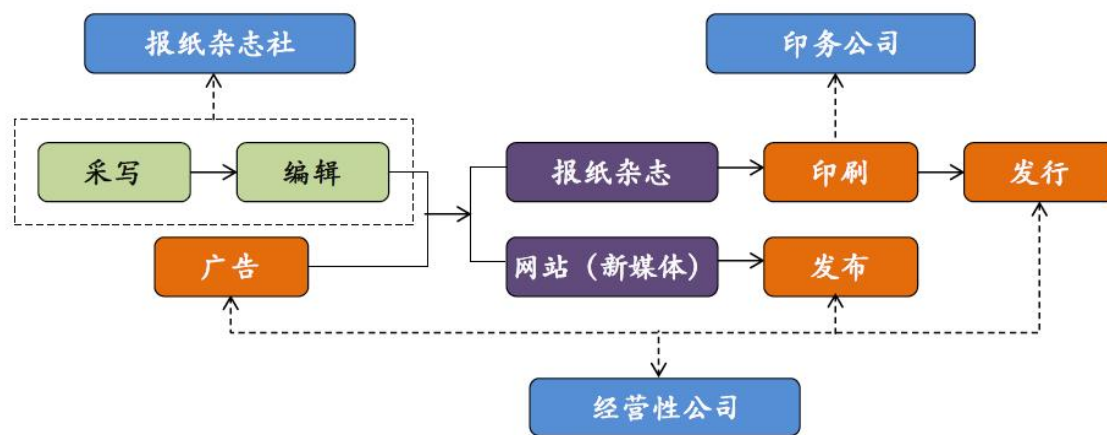 报纸杂志社
印务公司
采写
编辑
报纸杂志
印刷
发行
广告
网站（新媒体）
发布
经营性公司